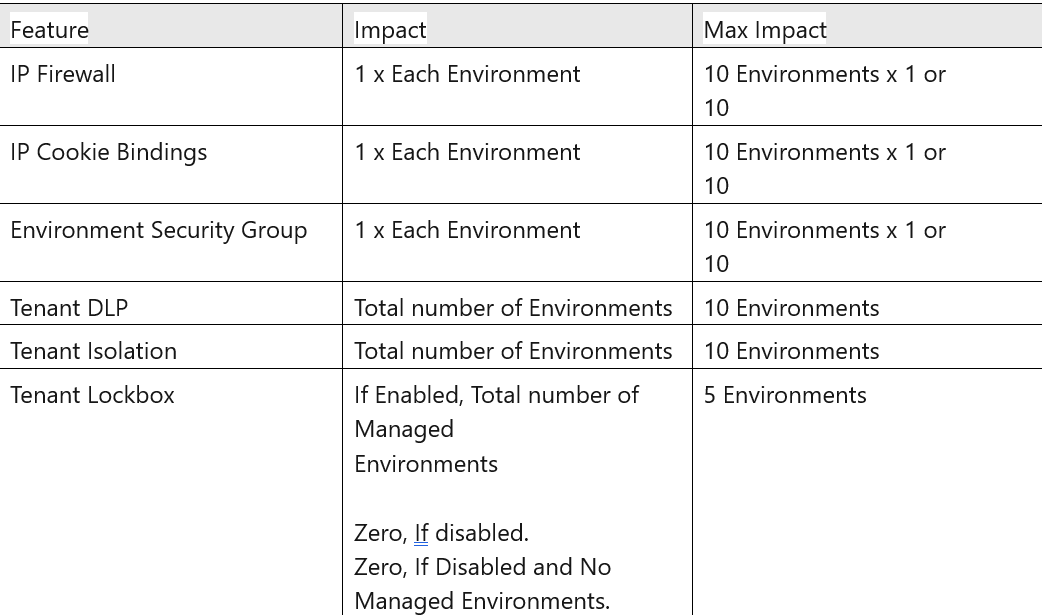 Feature Impact Max Impact
IP Firewall 1 x Each Environment 10 Environments x 1 or
10
IP Cookie Bindings 1 x Each Environment 10 Environments x 1 or
10
Environment Security Group 1 x Each Environment 10 Environments x 1 or
10
Tenant DLP Total number of Environments 10 Environments
Tenant Isolation Total number of Environments 10 Environments
Tenant Lockbox If Enabled, Total number of 5 Environments
Managed
Environments
Zero, If disabled.
Zero, If Disabled and No
Managed Environments.